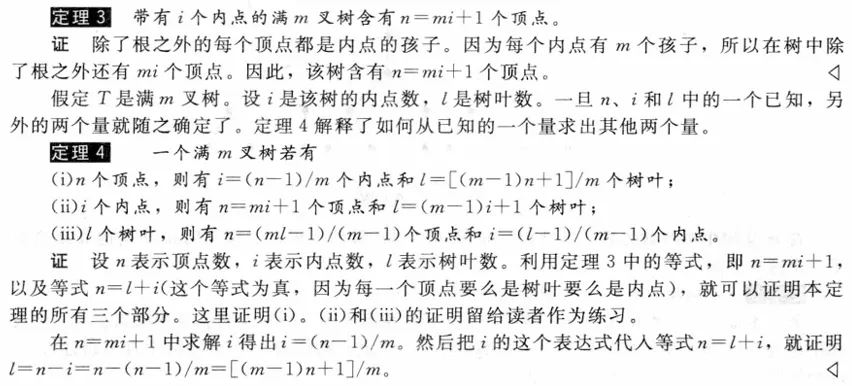 定理3 带有 i 个内点的满 m 叉树含有 n=mi+1 个顶点。
证 除了根之外的每个顶点都是内点的孩子。因为每个内点有 m 个孩子，所以在树中除
了根之外还有 mi 个顶点。因此，该树含有 n=mi+1 个顶点。 ◁
假定 T 是满 m 叉树。设 i 是该树的内点数，l 是树叶数。一旦 n、i 和 l 中的一个已知，另
外的两个量就随之确定了。定理 4 解释了如何从已知的一个量求出其他两个量。
定理4 一个满 m 叉树若有
(i)n 个顶点，则有 i=(n-1)/m 个内点和 l=[(m-1)n+1]/m 个树叶；
(ii)i 个内点，则有 n=mi+1 个顶点和 l=(m-1)i+1 个树叶；
(iii)l 个树叶，则有 n=(ml-1)/(m-1)个顶点和 i=(l-1)/(m-1)个内点。
证 设 n 表示顶点数，i 表示内点数，l 表示树叶数。利用定理 3 中的等式，即 n=mi+1，
以及等式 n=l+i(这个等式为真，因为每一个顶点要么是树叶要么是内点)，就可以证明本定
理的所有三个部分。这里证明(i)。(ii)和(iii)的证明留给读者作为练习。
在 n=mi+1 中求解 i 得出 i=(n-1)/m。然后把 i 的这个表达式代入等式 n=l+i，就证明
l=n-i=n-(n-1)/m=[(m-1)n+1]/m。 ◁